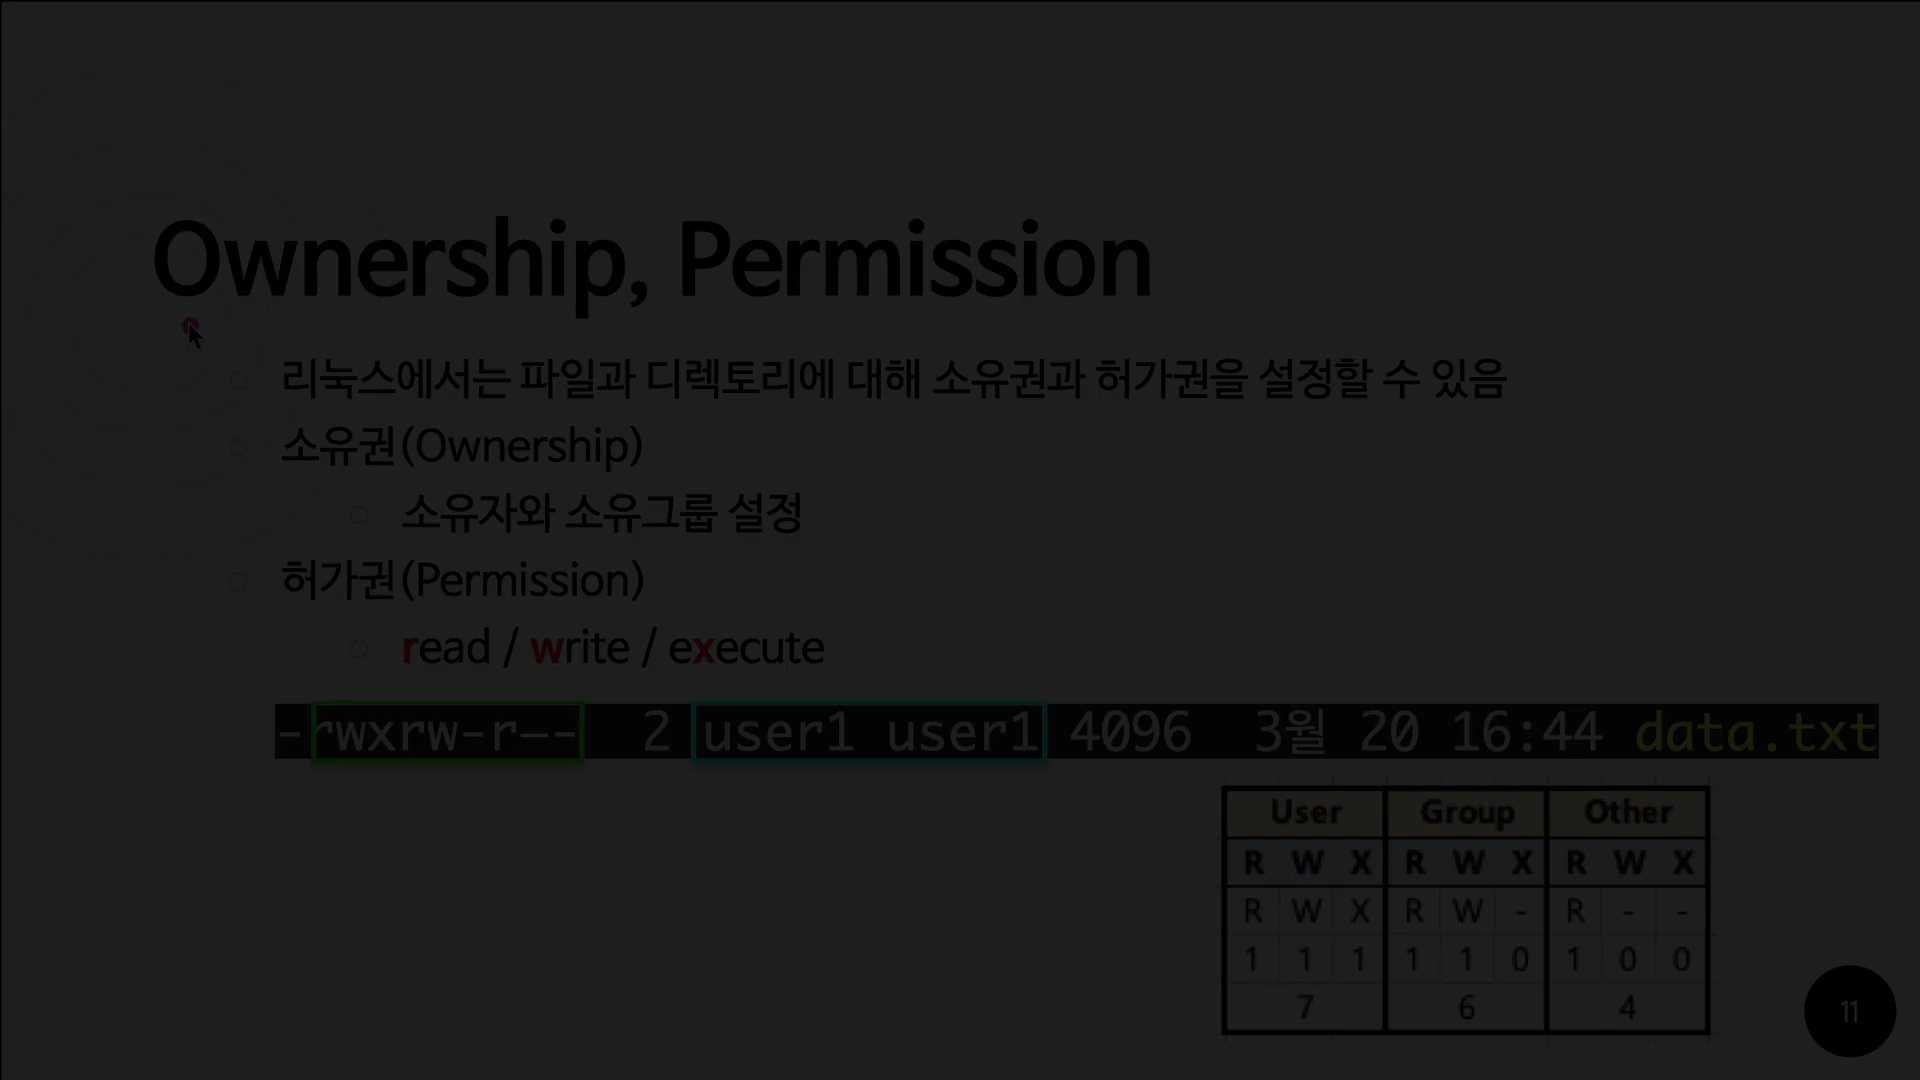 Ownership, Permission
리눅스에서는 파일과 디렉토리에 대해 소유권과 허가권을 설정할 수 있음
소유권(Ownership)
소유자와 소유그룹 설정
허가권(Permission)
read / write / execute
-rwxrw-r-- 2 user1 user1 4096 3월 20 16:44 data.txt
User Group Other
R W X R W X R W X
R W X R W - R - -
1 1 1 1 1 0 1 0 0
7 6 4
11